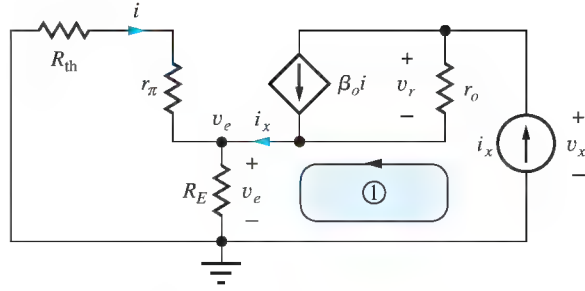 i
R_th
r_π
v_e
i_x
β_o i
+
v_r
−
r_o
i_x
+
v_x
−
R_E
+
v_e
−
1